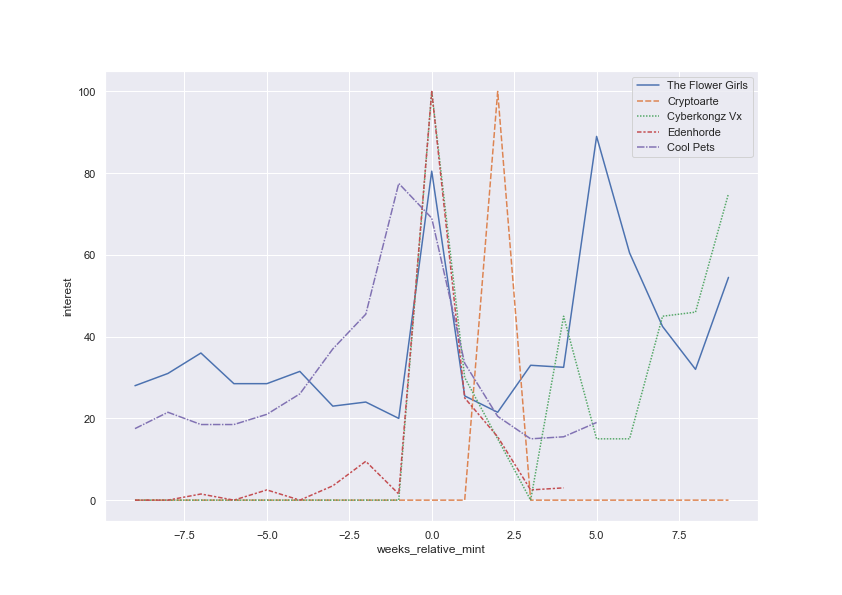 The Flower Girls
Cryptoarte
Cyberkongz Vx
Edenhorde
Cool Pets
100
80
60
40
20
0
interest
−7.5 −5.0 −2.5 0.0 2.5 5.0 7.5
weeks_relative_mint